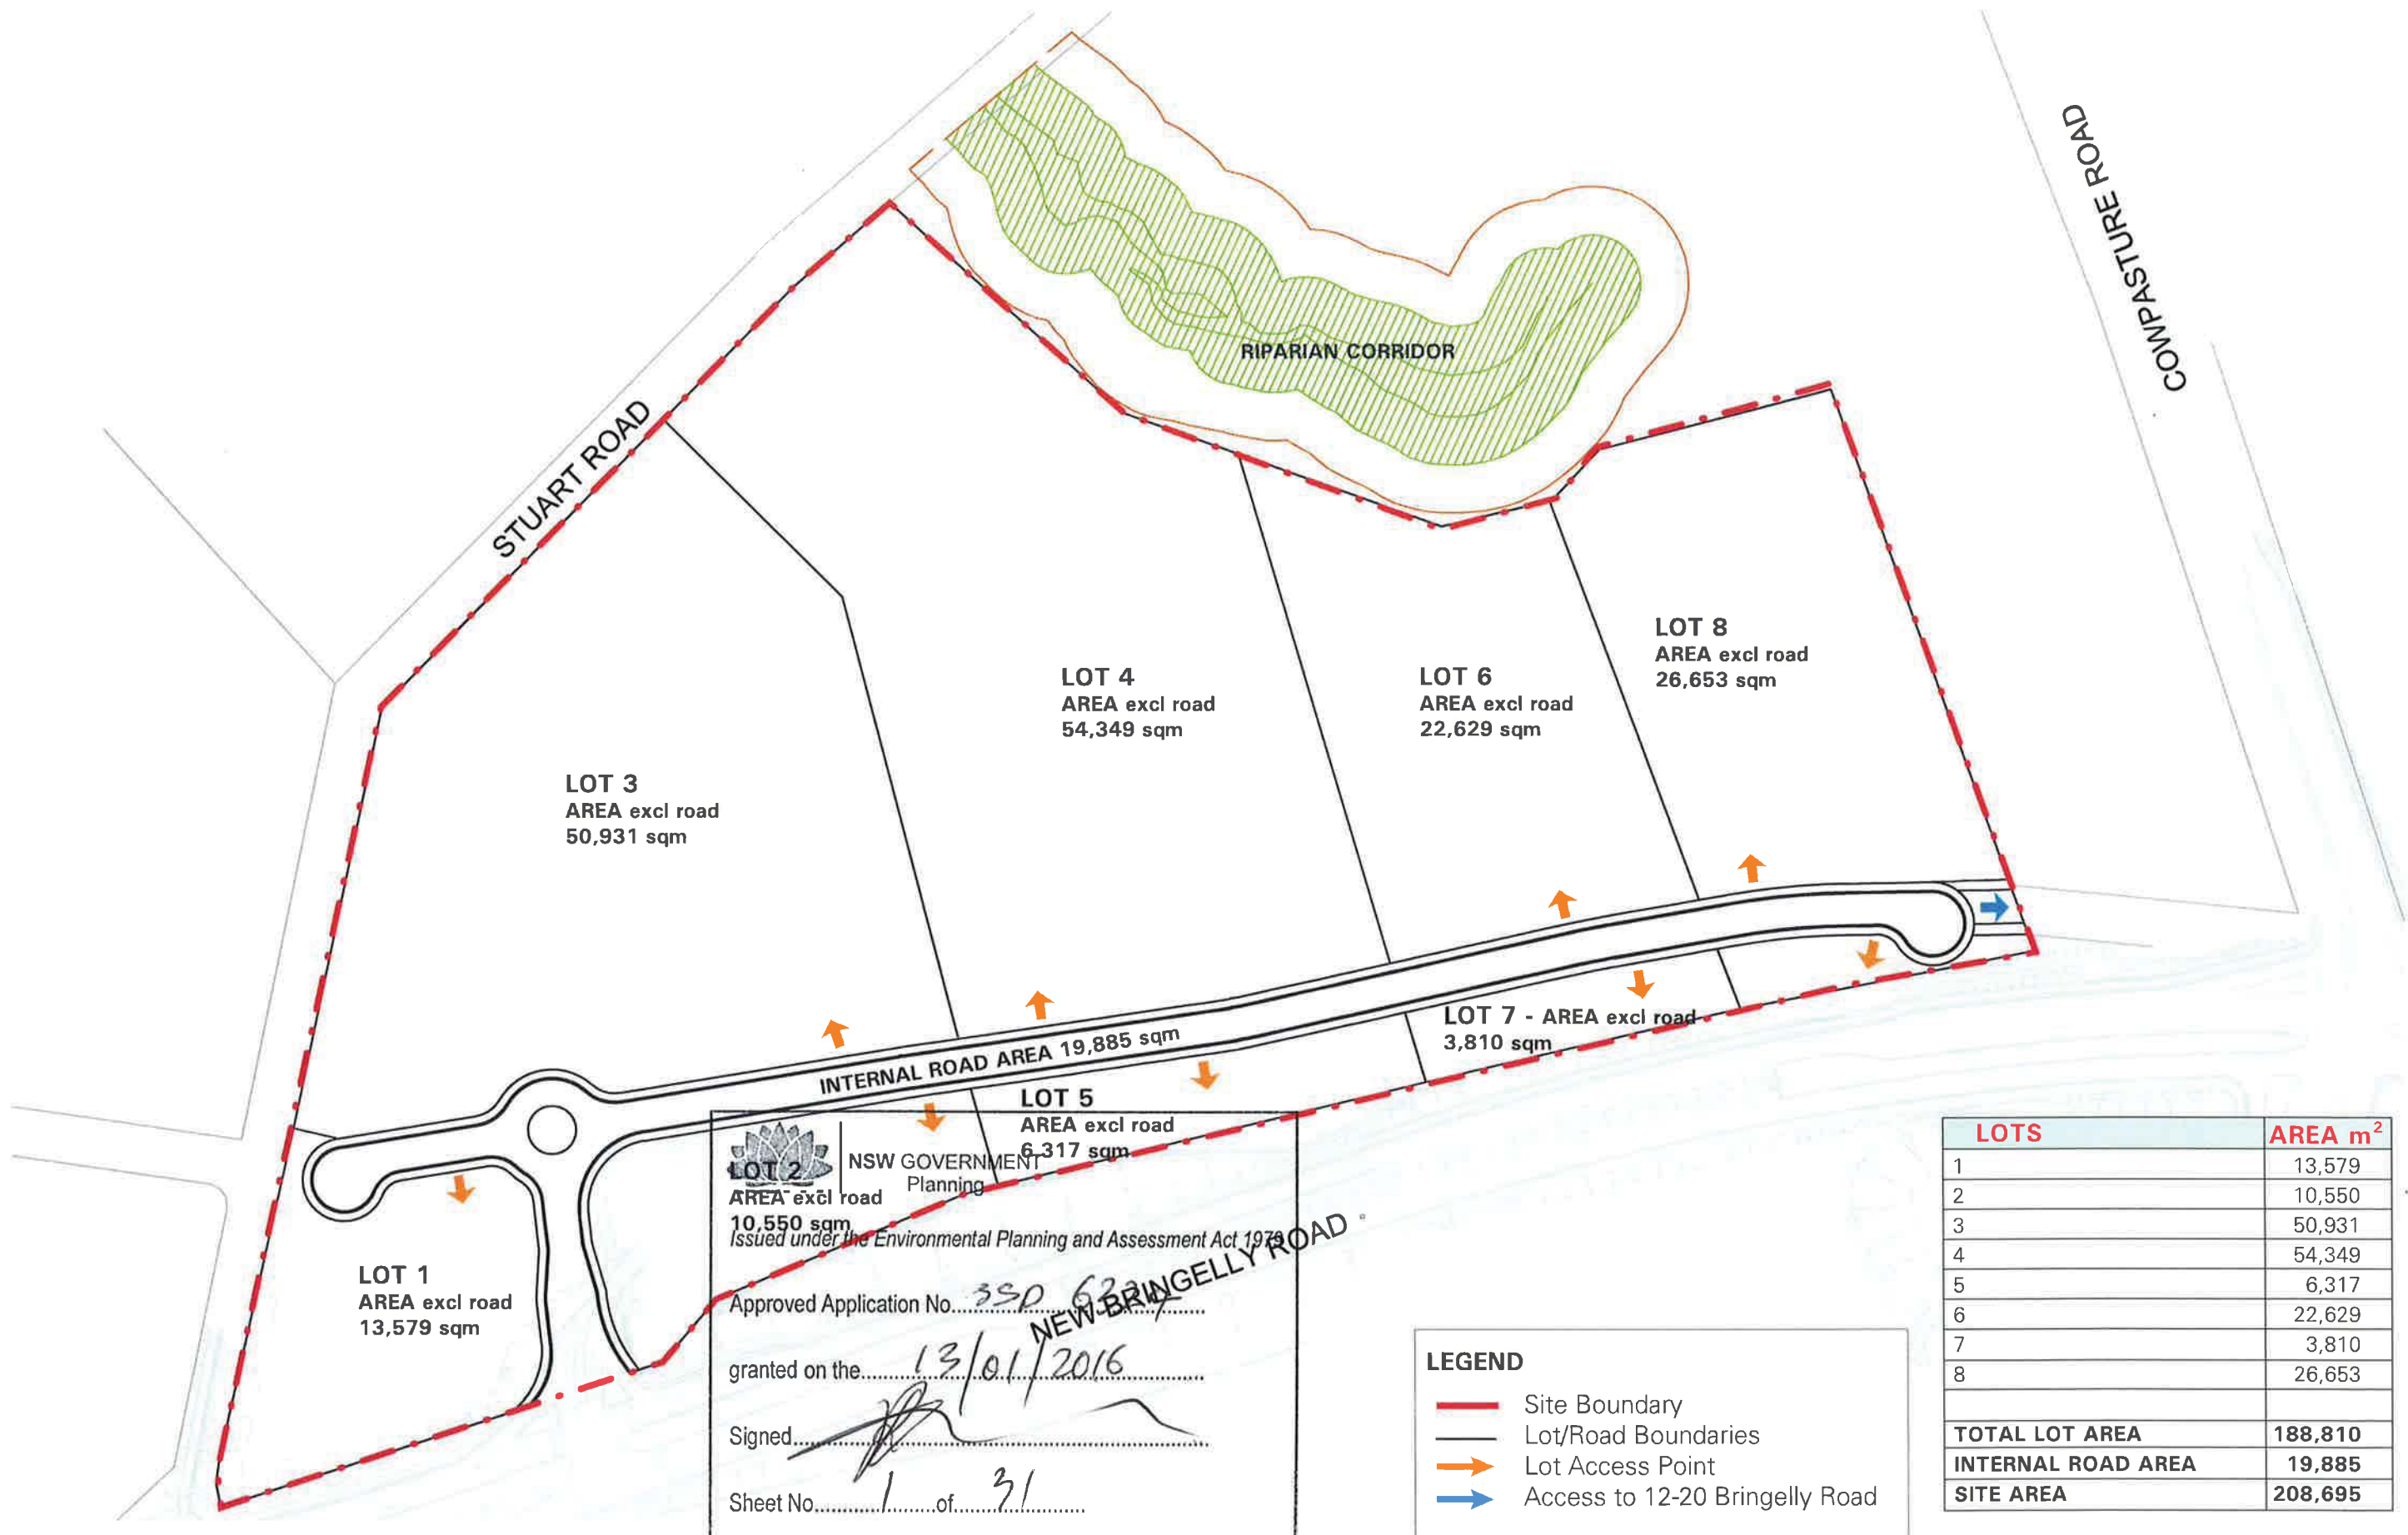 COWPASTURE ROAD
RIPARIAN CORRIDOR
STUART ROAD
LOT 8
AREA excl road
26,653 sqm
LOT 4
AREA excl road
54,349 sqm
LOT 6
AREA excl road
22,629 sqm
LOT 3
AREA excl road
50,931 sqm
LOT 7 - AREA excl road
3,810 sqm
INTERNAL ROAD AREA 19,885 sqm
LOT 5
AREA excl road
6,317 sqm
LOT 2
AREA excl road
10,550 sqm
NSW GOVERNMENT
Planning
Issued under the Environmental Planning and Assessment Act 1979
NEW BRINGELLY ROAD
LOT 1
AREA excl road
13,579 sqm
Approved Application No. SSD
granted on the 13/01/2016
Signed
Sheet No. 1 of 31
LEGEND
Site Boundary
Lot/Road Boundaries
Lot Access Point
Access to 12-20 Bringelly Road
LOTS AREA m²
1 13,579
2 10,550
3 50,931
4 54,349
5 6,317
6 22,629
7 3,810
8 26,653
TOTAL LOT AREA 188,810
INTERNAL ROAD AREA 19,885
SITE AREA 208,695